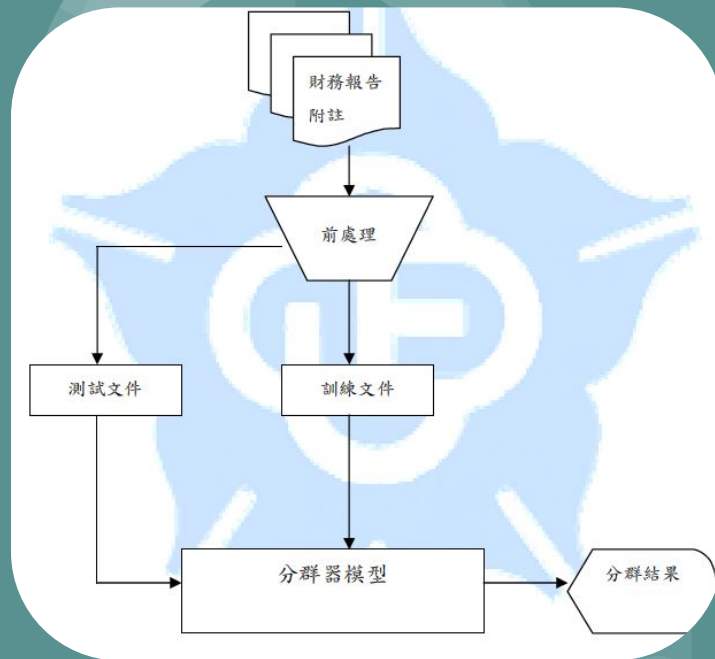 財務報告
附註
前處理
測試文件
訓練文件
分群器模型
分群結果